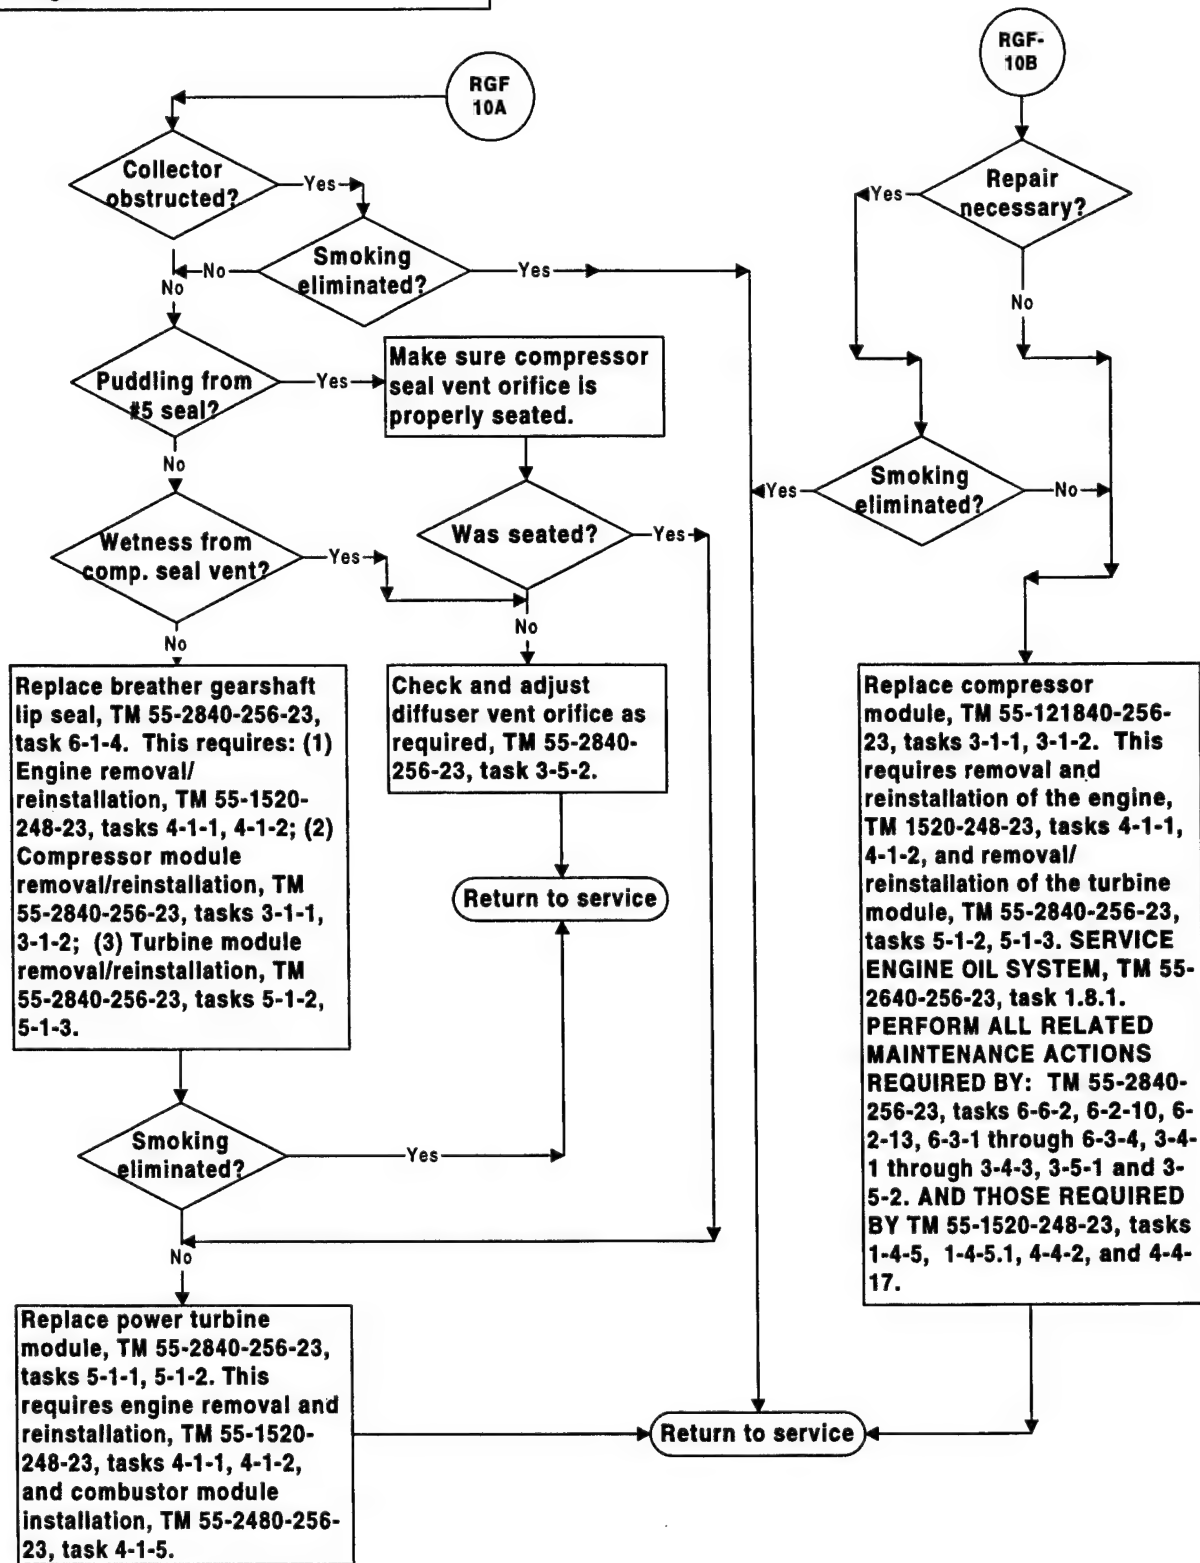 RGF
10A
RGF-
10B
Collector
obstructed?
Yes
Repair
necessary?
Yes
Smoking
eliminated?
No
Yes
No
No
Puddling from
#5 seal?
Yes
Make sure compressor
seal vent orifice is
properly seated.
No
Smoking
eliminated?
Yes
No
Wetness from
comp. seal vent?
Yes
Was seated?
Yes
No
No
Replace breather gearshaft
lip seal, TM 55-2840-256-23,
task 6-1-4. This requires: (1)
Engine removal/
reinstallation, TM 55-1520-
248-23, tasks 4-1-1, 4-1-2; (2)
Compressor module
removal/reinstallation, TM
55-2840-256-23, tasks 3-1-1,
3-1-2; (3) Turbine module
removal/reinstallation, TM
55-2840-256-23, tasks 5-1-2,
5-1-3.
Check and adjust
diffuser vent orifice as
required, TM 55-2840-
256-23, task 3-5-2.
Return to service
Replace compressor
module, TM 55-121840-256-
23, tasks 3-1-1, 3-1-2. This
requires removal and
reinstallation of the engine,
TM 1520-248-23, tasks 4-1-1,
4-1-2, and removal/
reinstallation of the turbine
module, TM 55-2840-256-23,
tasks 5-1-2, 5-1-3. SERVICE
ENGINE OIL SYSTEM, TM 55-
2640-256-23, task 1.8.1.
PERFORM ALL RELATED
MAINTENANCE ACTIONS
REQUIRED BY: TM 55-2840-
256-23, tasks 6-6-2, 6-2-10, 6-
2-13, 6-3-1 through 6-3-4, 3-4-
1 through 3-4-3, 3-5-1 and 3-
5-2. AND THOSE REQUIRED
BY TM 55-1520-248-23, tasks
1-4-5, 1-4-5.1, 4-4-2, and 4-4-
17.
Smoking
eliminated?
Yes
No
Replace power turbine
module, TM 55-2840-256-23,
tasks 5-1-1, 5-1-2. This
requires engine removal and
reinstallation, TM 55-1520-
248-23, tasks 4-1-1, 4-1-2,
and combustor module
installation, TM 55-2480-256-
23, task 4-1-5.
Return to service